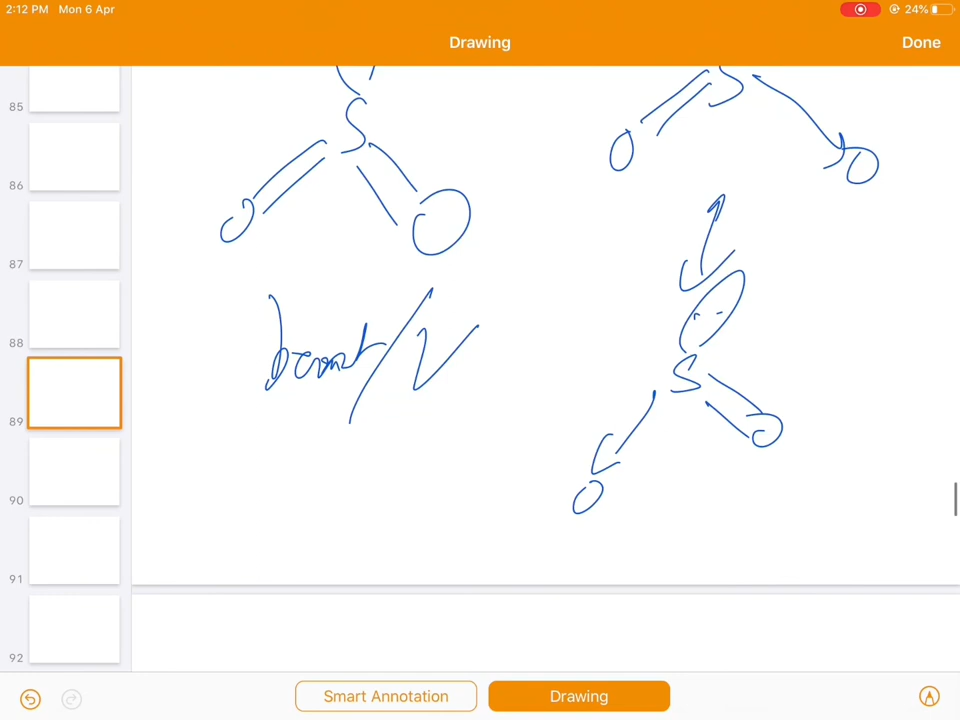 2:12 PM Mon 6 Apr 24%
Drawing Done
85
86
87
88
89
90
91
92
S
O O
S
O O
bent / V
S
O O
Smart Annotation Drawing